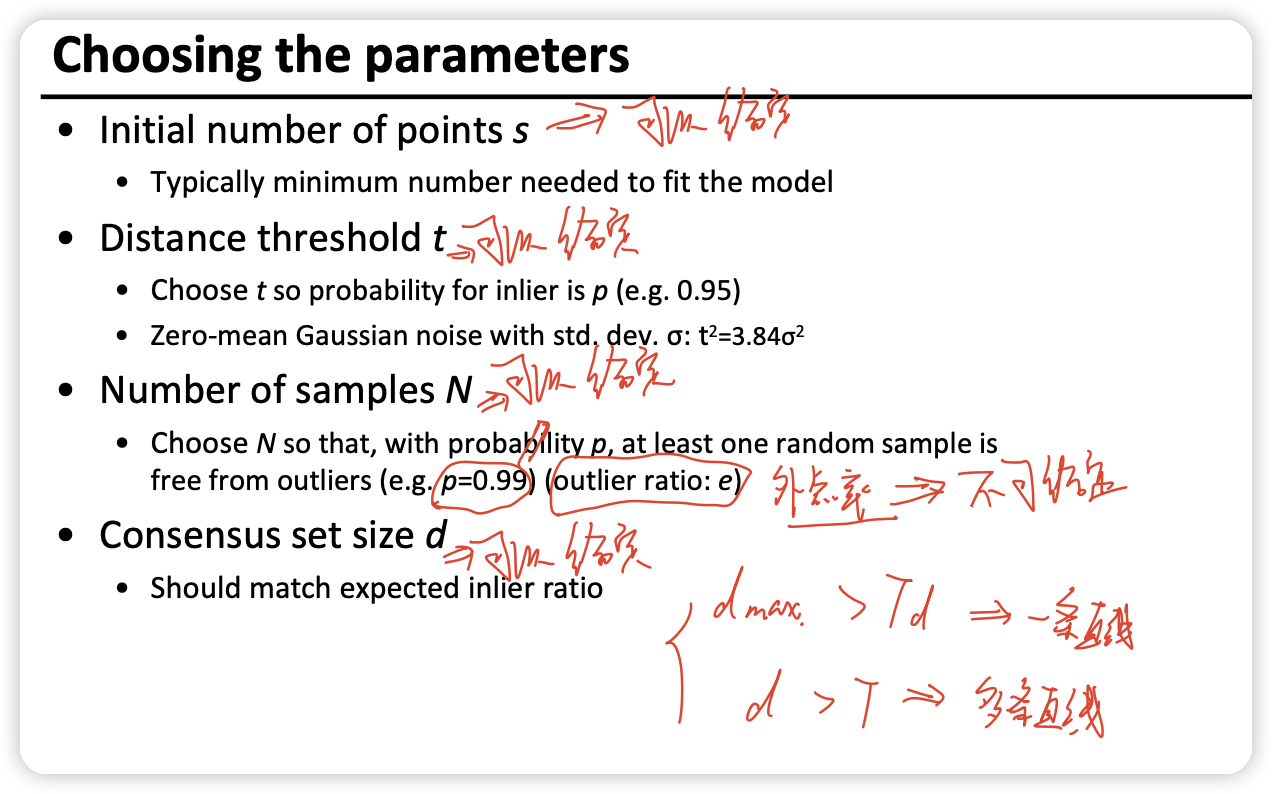 Choosing the parameters
• Initial number of points s ⇒ 可以给定
• Typically minimum number needed to fit the model
• Distance threshold t ⇒ 可以给定
• Choose t so probability for inlier is p (e.g. 0.95)
• Zero-mean Gaussian noise with std. dev. σ: t²=3.84σ²
• Number of samples N ⇒ 可以给定
• Choose N so that, with probability p, at least one random sample is
free from outliers (e.g. p=0.99) (outlier ratio: e) 外点率 ⇒ 不可给定
• Consensus set size d ⇒ 可以给定
• Should match expected inlier ratio
d max. > Td ⇒ 一条直线
d > T ⇒ 多条直线